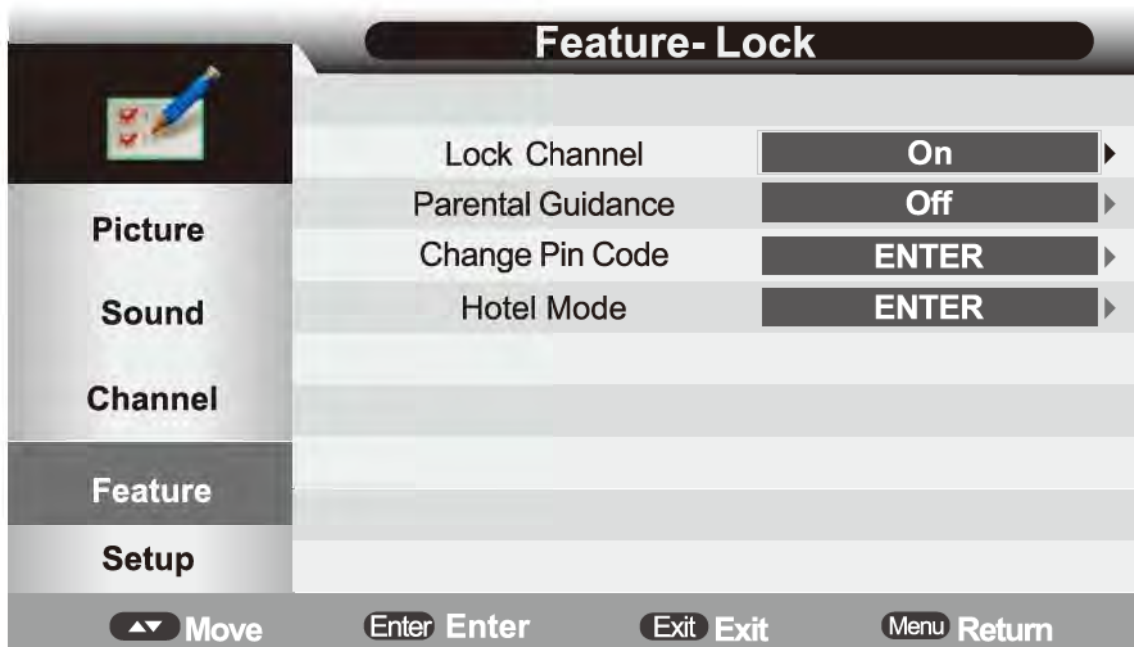 Feature- Lock
Lock Channel On
Parental Guidance Off
Change Pin Code ENTER
Hotel Mode ENTER
Picture
Sound
Channel
Feature
Setup
Move Enter Enter Exit Exit Menu Return